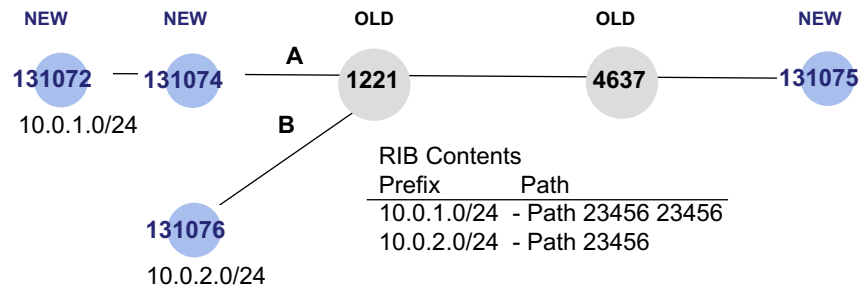 NEW NEW OLD OLD NEW
A
131072 131074 1221 4637 131075
10.0.1.0/24
B
RIB Contents
Prefix Path
10.0.1.0/24 - Path 23456 23456
131076
10.0.2.0/24 - Path 23456
10.0.2.0/24